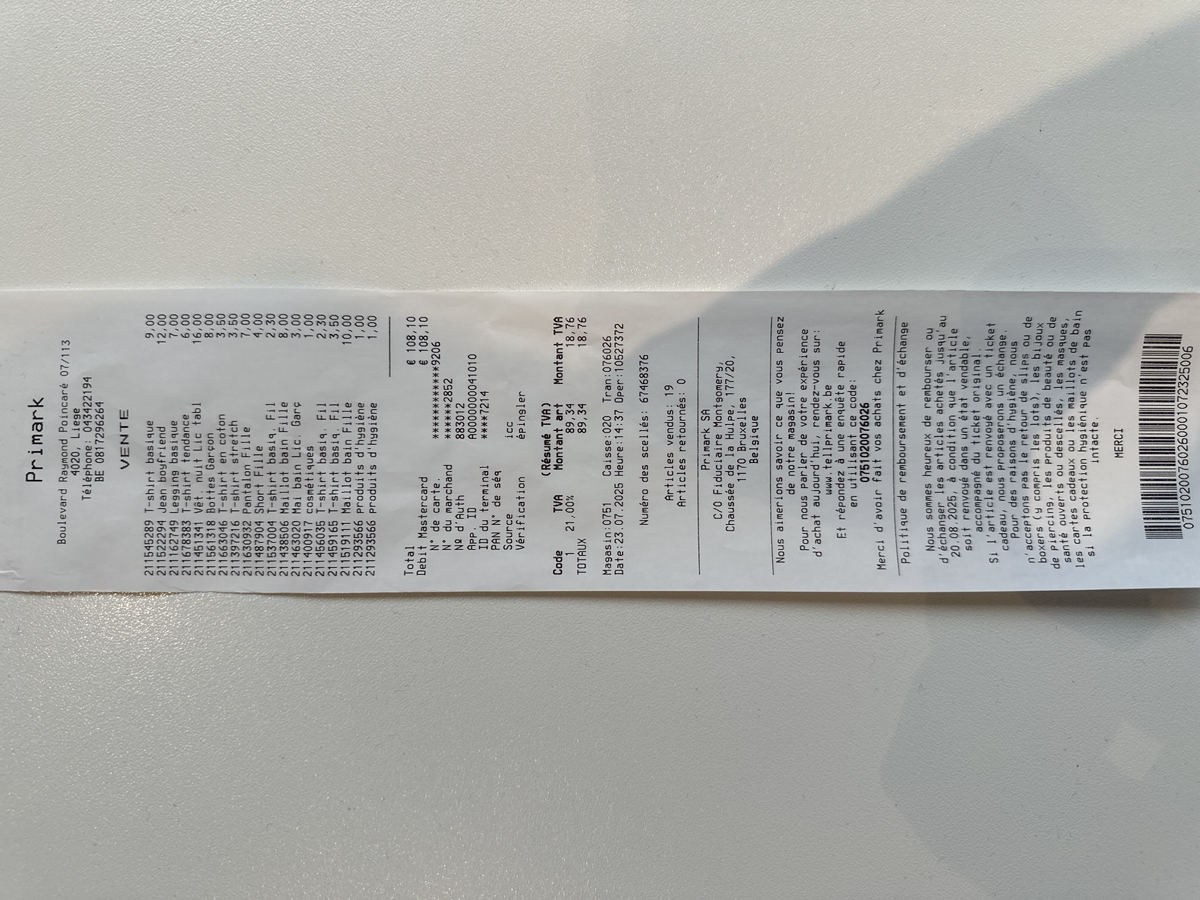 Primark
Boulevard Raymond Poincaré 07/113
4020, Liege
Téléphone: 043422194
BE 0817296264
VENTE
211545289 T-shirt basique 9,00
211522294 Jean boyfriend 12,00
211162749 Legging basique 7,00
211678383 T-shirt tendance 6,00
211451341 Vêt. nuit Lic tabl 16,00
211561318 Bottes Garçon 8,00
211663046 T-shirt en coton 3,50
211397216 T-shirt stretch 3,50
211630932 Pantalon Fille 7,00
211487904 Short Fille 4,00
211537004 T-shirt basiq. Fil 2,30
211438506 Maillot bain Fille 8,00
211463020 Mai bain Lic. Garç 3,00
211400917 cosmétiques 1,00
211456035 T-shirt basiq. Fil 2,30
211459165 T-shirt basiq. Fil 3,50
211519111 Maillot bain Fille 10,00
211293566 produits d'hygiène 1,00
211293566 produits d'hygiène 1,00
Total € 108,10
Debit Mastercard € 108,10
N° de carte. ************9206
N° du marchand ******2852
NR d'Auth 883012
App. ID A0000000041010
ID du terminal ****7214
PAN N° de séq
Source icc
Vérification épingler
(Résumé TVA)
Code TVA Montant art Montant TVA
1 21,00% 89,34 18,76
TOTAUX 89,34 18,76
Magasin:0751 Caisse:020 Tran:076026
Date:23.07.2025 Heure:14:37 Oper:10527372
Numéro des scellés: 67468376
Articles vendus: 19
Articles retournés: 0
Primark SA
C/O Fiduciaire Montgomery,
Chaussée de la Hulpe, 177/20,
1170 Bruxelles
Belgique
Nous aimerions savoir ce que vous pensez
de notre magasin!
Pour nous parler de votre expérience
d'achat aujourd'hui, rendez-vous sur:
www.tellprimark.be
Et répondez à une enquête rapide
en utilisant ce code:
0751020076026
Merci d'avoir fait vos achats chez Primark
Politique de remboursement et d'échange
Nous sommes heureux de rembourser ou
d'échanger les articles achetés jusqu'au
20.08.2025, à condition que l'article
soit renvoyé dans un état vendable,
accompagné du ticket original.
Si l'article est renvoyé avec un ticket
cadeau, nous proposerons un échange.
Pour des raisons d'hygiène, nous
n'acceptons pas le retour de slips ou de
boxers (y compris les lots), les bijoux
de piercing, les produits de beauté ou de
santé ouverts ou descellés, les masques,
les cartes cadeaux ou les maillots de bain
si la protection hygiénique n'est pas
intacte.
MERCI
07510200760260001072325006